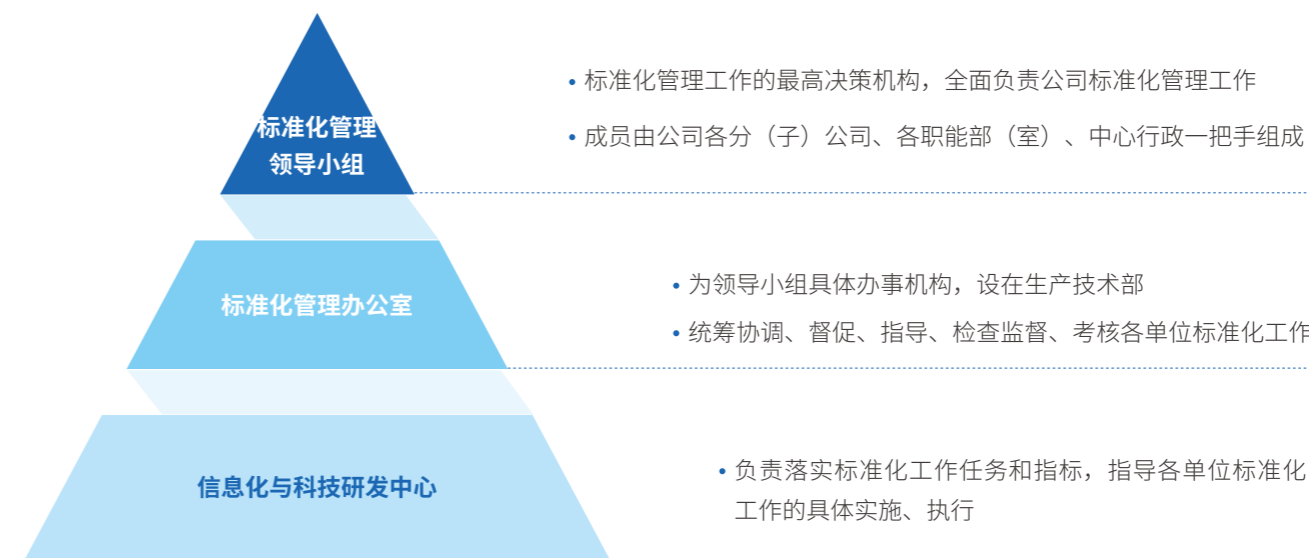 标准化管理
领导小组
• 标准化管理工作的最高决策机构，全面负责公司标准化管理工作
• 成员由公司各分（子）公司、各职能部（室）、中心行政一把手组成
标准化管理办公室
• 为领导小组具体办事机构，设在生产技术部
• 统筹协调、督促、指导、检查监督、考核各单位标准化工作
信息化与科技研发中心
• 负责落实标准化工作任务和指标，指导各单位标准化
工作的具体实施、执行